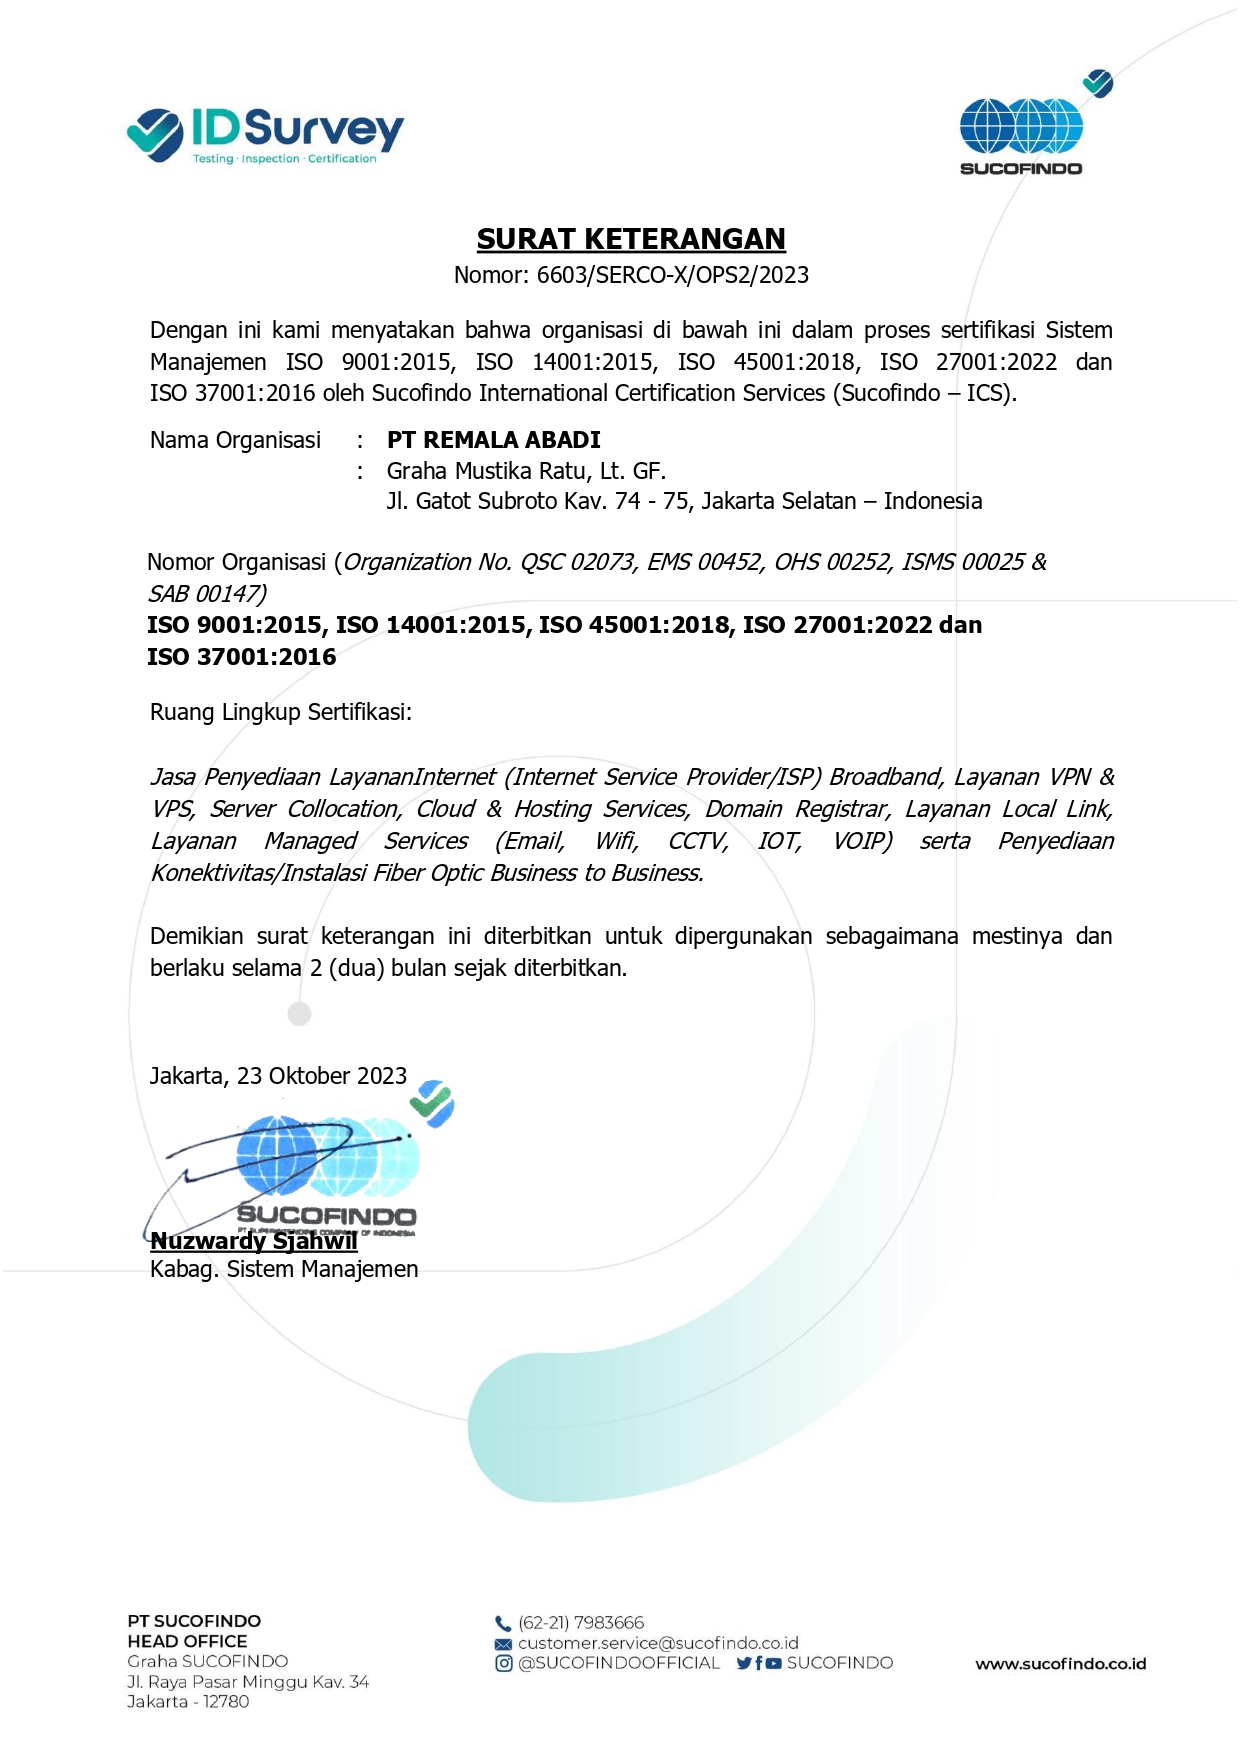 IDSurvey
Testing · Inspection · Certification
SUCOFINDO
SURAT KETERANGAN
Nomor: 6603/SERCO-X/OPS2/2023
Dengan ini kami menyatakan bahwa organisasi di bawah ini dalam proses sertifikasi Sistem
Manajemen ISO 9001:2015, ISO 14001:2015, ISO 45001:2018, ISO 27001:2022 dan
ISO 37001:2016 oleh Sucofindo International Certification Services (Sucofindo – ICS).
Nama Organisasi : PT REMALA ABADI
: Graha Mustika Ratu, Lt. GF.
Jl. Gatot Subroto Kav. 74 - 75, Jakarta Selatan – Indonesia
Nomor Organisasi (Organization No. QSC 02073, EMS 00452, OHS 00252, ISMS 00025 &
SAB 00147)
ISO 9001:2015, ISO 14001:2015, ISO 45001:2018, ISO 27001:2022 dan
ISO 37001:2016
Ruang Lingkup Sertifikasi:
Jasa Penyediaan LayananInternet (Internet Service Provider/ISP) Broadband, Layanan VPN &
VPS, Server Collocation, Cloud & Hosting Services, Domain Registrar, Layanan Local Link,
Layanan Managed Services (Email, Wifi, CCTV, IOT, VOIP) serta Penyediaan
Konektivitas/Instalasi Fiber Optic Business to Business.
Demikian surat keterangan ini diterbitkan untuk dipergunakan sebagaimana mestinya dan
berlaku selama 2 (dua) bulan sejak diterbitkan.
Jakarta, 23 Oktober 2023
SUCOFINDO
PT SUPERINTENDING COMPANY OF INDONESIA
Nuzwardy Sjahwil
Kabag. Sistem Manajemen
PT SUCOFINDO
HEAD OFFICE
Graha SUCOFINDO
Jl. Raya Pasar Minggu Kav. 34
Jakarta - 12780
(62-21) 7983666
customer.service@sucofindo.co.id
@SUCOFINDOOFFICIAL SUCOFINDO
www.sucofindo.co.id